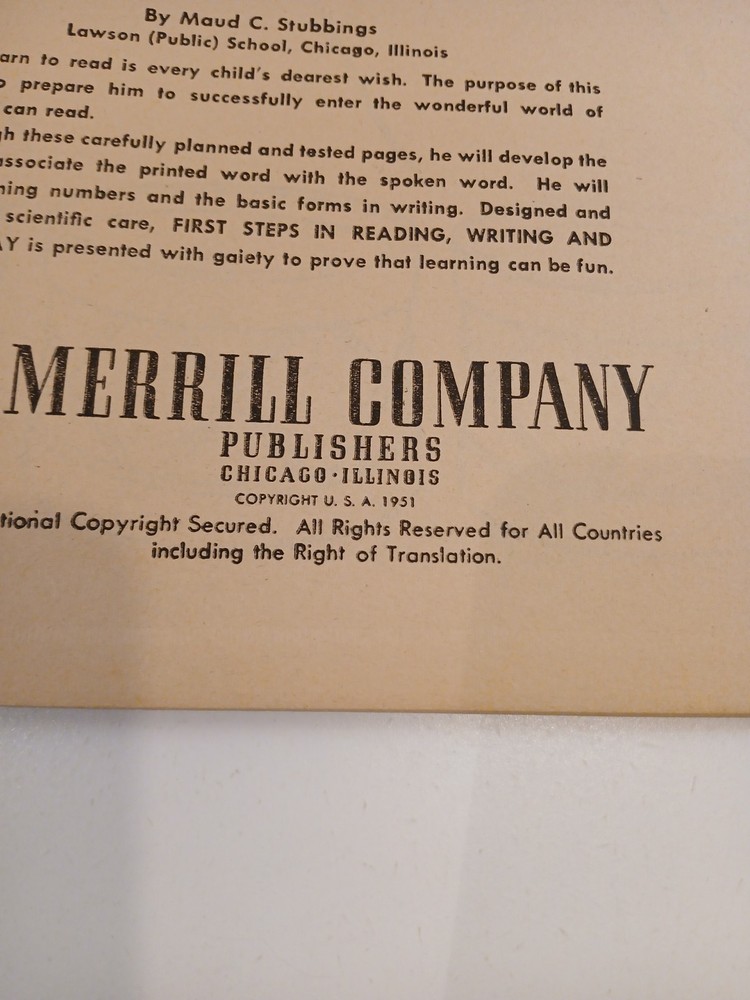 By Maud C. Stubbings
Lawson (Public) School, Chicago, Illinois
arn to read is every child's dearest wish. The purpose of this
prepare him to successfully enter the wonderful world of
can read.
gh these carefully planned and tested pages, he will develop the
associate the printed word with the spoken word. He will
ning numbers and the basic forms in writing. Designed and
scientific care, FIRST STEPS IN READING, WRITING AND
AY is presented with gaiety to prove that learning can be fun.
MERRILL COMPANY
PUBLISHERS
CHICAGO·ILLINOIS
COPYRIGHT U. S. A. 1951
tional Copyright Secured. All Rights Reserved for All Countries
including the Right of Translation.